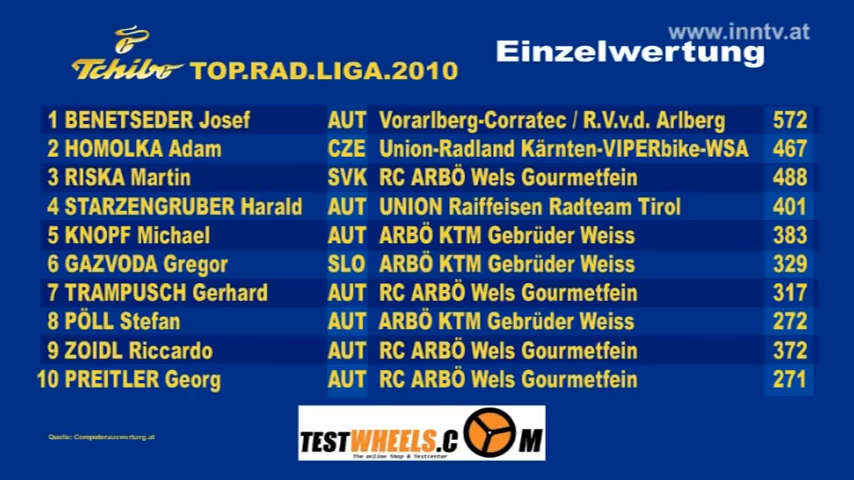 www.inntv.at
Tchibo TOP.RAD.LIGA.2010
Einzelwertung
1 BENETSEDER Josef AUT Vorarlberg-Corratec / R.V.v.d. Arlberg 572
2 HOMOLKA Adam CZE Union-Radland Kärnten-VIPERbike-WSA 467
3 RISKA Martin SVK RC ARBÖ Wels Gourmetfein 488
4 STARZENGRUBER Harald AUT UNION Raiffeisen Radteam Tirol 401
5 KNOPF Michael AUT ARBÖ KTM Gebrüder Weiss 383
6 GAZVODA Gregor SLO ARBÖ KTM Gebrüder Weiss 329
7 TRAMPUSCH Gerhard AUT RC ARBÖ Wels Gourmetfein 317
8 PÖLL Stefan AUT ARBÖ KTM Gebrüder Weiss 272
9 ZOIDL Riccardo AUT RC ARBÖ Wels Gourmetfein 372
10 PREITLER Georg AUT RC ARBÖ Wels Gourmetfein 271
Quelle: Computerauswertung.at
TESTWHEELS.COM
The online Shop & Testcenter